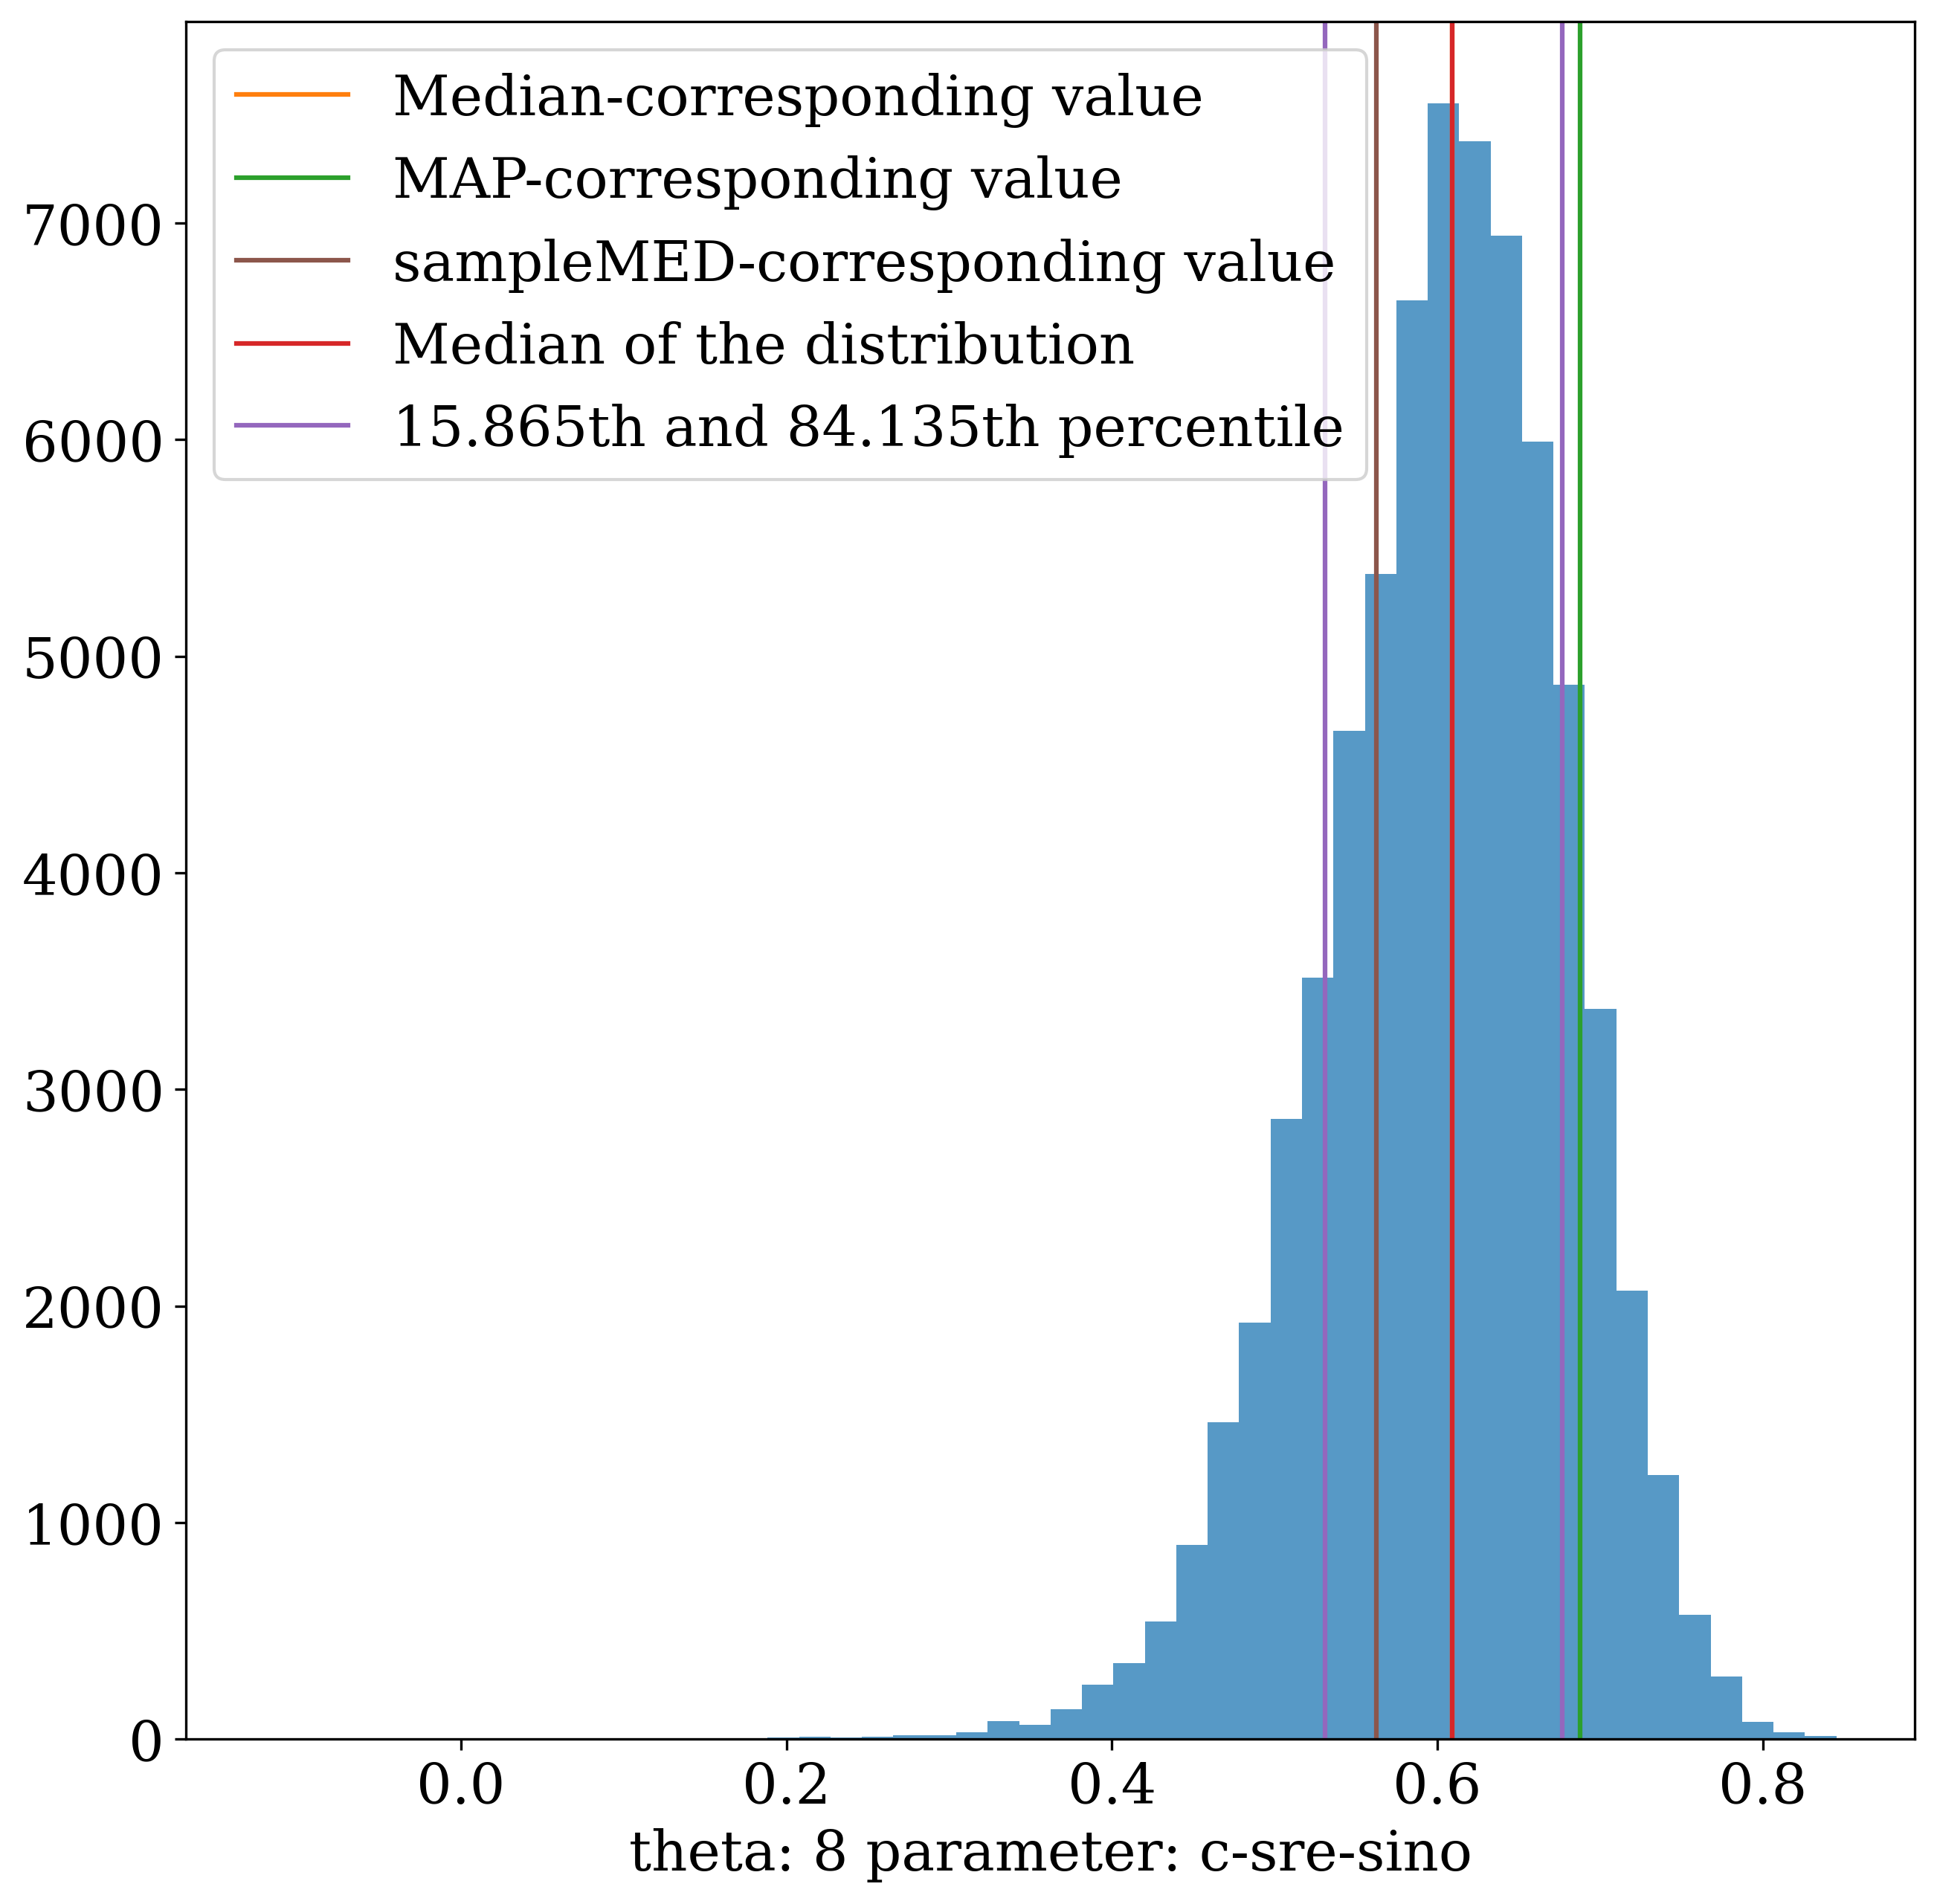 Median-corresponding value
MAP-corresponding value
sampleMED-corresponding value
Median of the distribution
15.865th and 84.135th percentile
7000
6000
5000
4000
3000
2000
1000
0
0.0 0.2 0.4 0.6 0.8
theta: 8 parameter: c-sre-sino